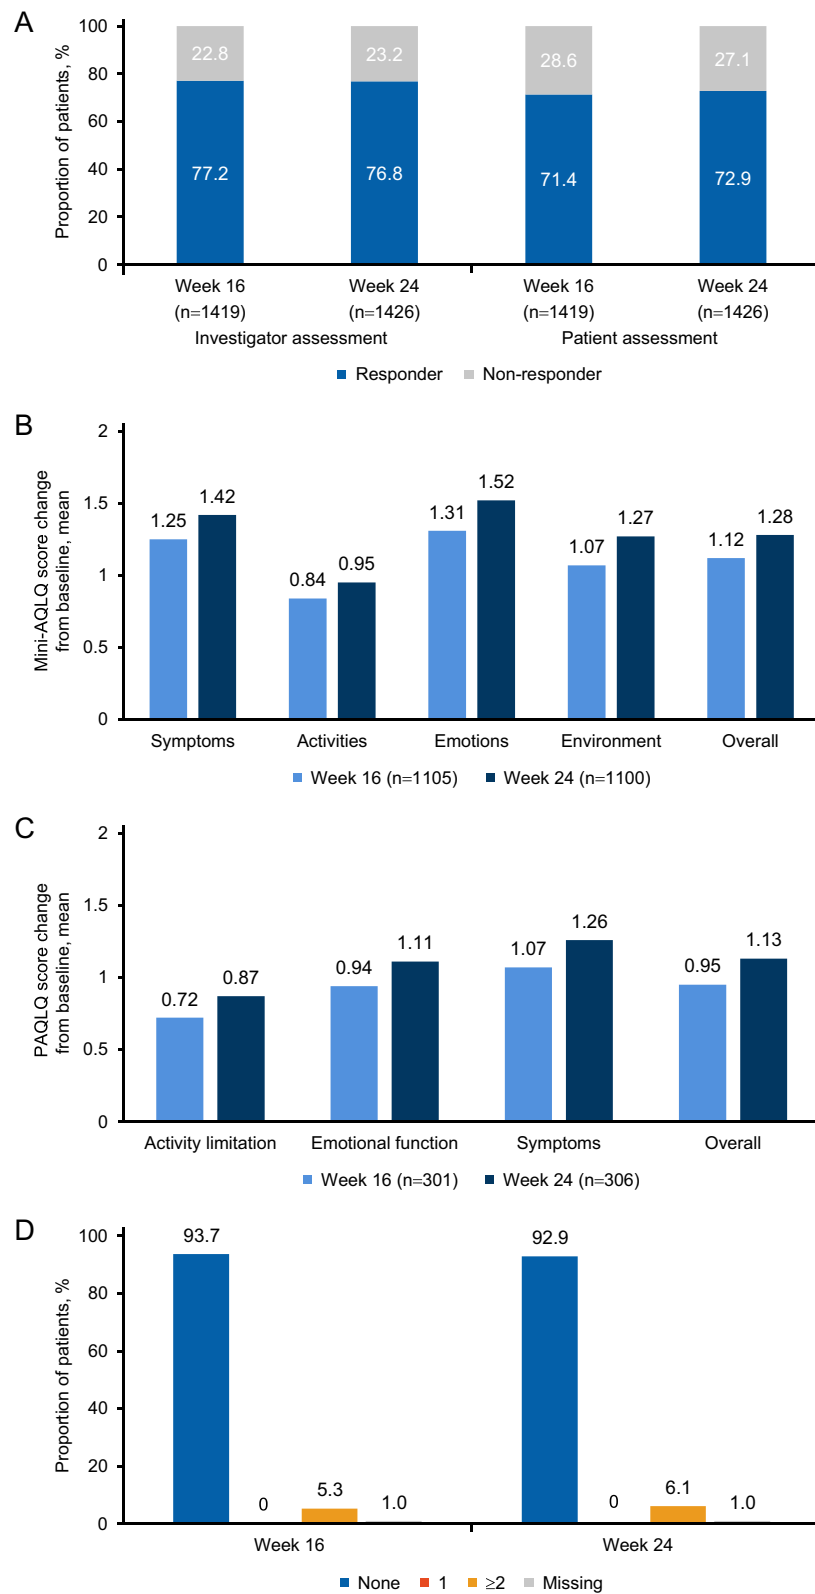 A
Proportion of patients, %
100
80
60
40
20
0
22.8
23.2
28.6
27.1
77.2
76.8
71.4
72.9
Week 16
Week 24
Week 16
Week 24
(n=1419)
(n=1426)
(n=1419)
(n=1426)
Investigator assessment
Patient assessment
Responder
Non-responder
B
Mini-AQLQ score change
from baseline, mean
2
1.5
1
0.5
0
1.25
1.42
0.84
0.95
1.31
1.52
1.07
1.27
1.12
1.28
Symptoms
Activities
Emotions
Environment
Overall
Week 16 (n=1105)
Week 24 (n=1100)
C
PAQLQ score change
from baseline, mean
2
1.5
1
0.5
0
0.72
0.87
0.94
1.11
1.07
1.26
0.95
1.13
Activity limitation
Emotional function
Symptoms
Overall
Week 16 (n=301)
Week 24 (n=306)
D
Proportion of patients, %
100
80
60
40
20
0
93.7
0
5.3
1.0
92.9
0
6.1
1.0
Week 16
Week 24
None
1
≥2
Missing